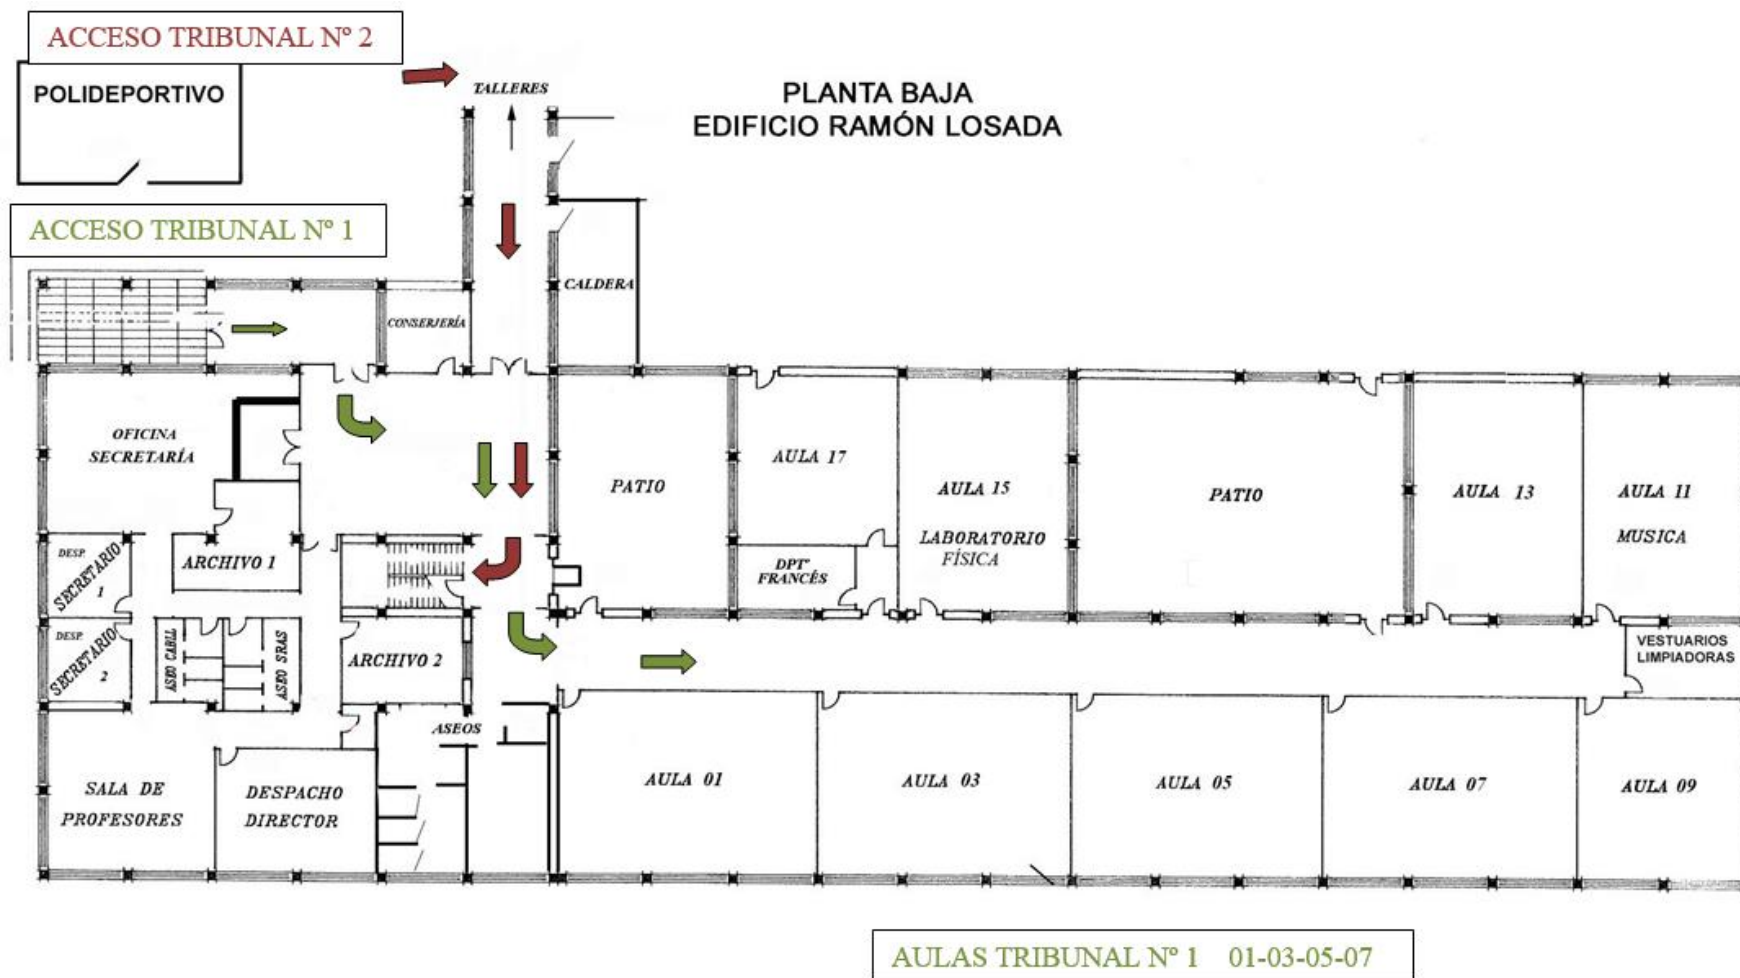 ACCESO TRIBUNAL Nº 2
POLIDEPORTIVO
TALLERES
PLANTA BAJA
EDIFICIO RAMÓN LOSADA
ACCESO TRIBUNAL Nº 1
CALDERA
CONSERJERÍA
OFICINA
SECRETARÍA
PATIO
AULA 17
AULA 15
LABORATORIO
FÍSICA
PATIO
AULA 13
AULA 11
MUSICA
DESP.
SECRETARIO
1
ARCHIVO 1
DPTº
FRANCÉS
DESP.
SECRETARIO
2
ASEO CABLL
ASEO SRAS
ARCHIVO 2
VESTUARIOS
LIMPIADORAS
ASEOS
SALA DE
PROFESORES
DESPACHO
DIRECTOR
AULA 01
AULA 03
AULA 05
AULA 07
AULA 09
AULAS TRIBUNAL Nº 1 01-03-05-07